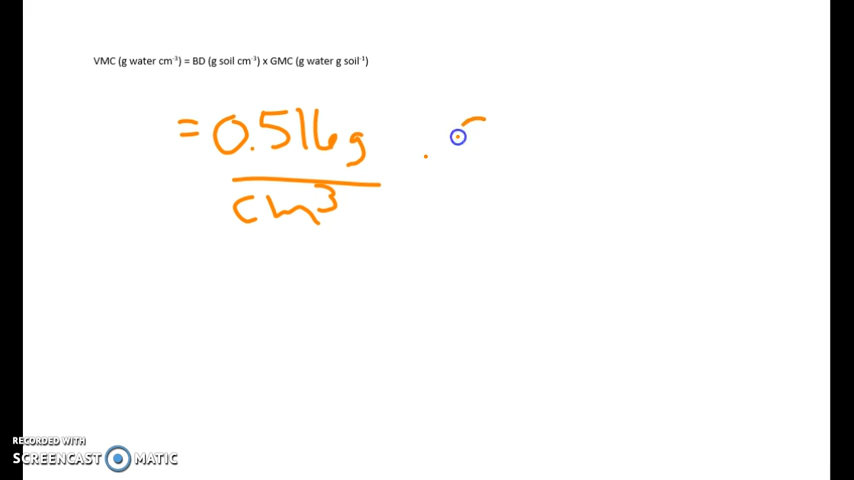 VMC (g water cm⁻³) = BD (g soil cm⁻³) x GMC (g water g soil⁻¹)
= 0.516g .
cm³
RECORDED WITH
SCREENCAST MATIC